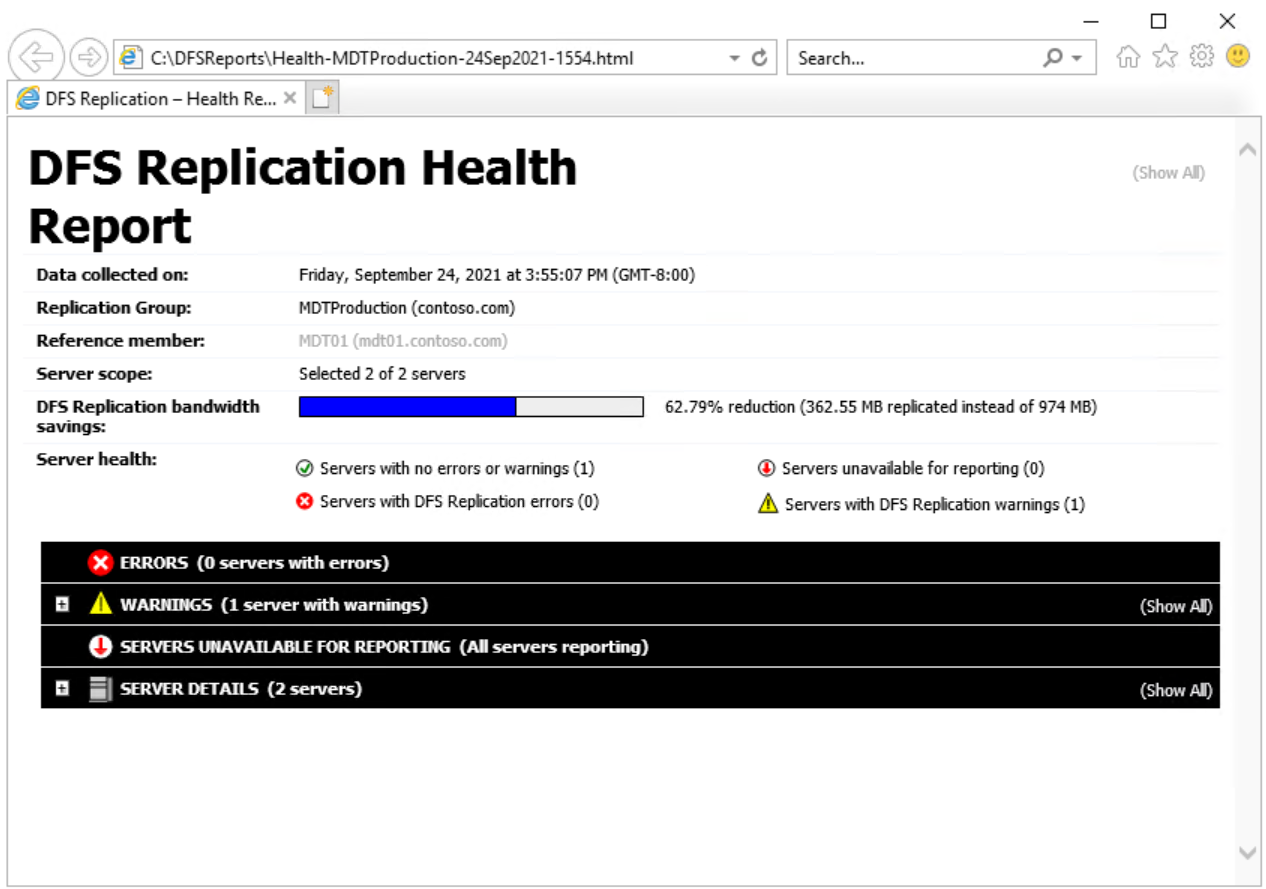 C:\DFSReports\Health-MDTProduction-24Sep2021-1554.html
Search...
DFS Replication – Health Re...
DFS Replication Health
Report
(Show All)
Data collected on: Friday, September 24, 2021 at 3:55:07 PM (GMT-8:00)
Replication Group: MDTProduction (contoso.com)
Reference member: MDT01 (mdt01.contoso.com)
Server scope: Selected 2 of 2 servers
DFS Replication bandwidth
savings:
62.79% reduction (362.55 MB replicated instead of 974 MB)
Server health:
Servers with no errors or warnings (1) Servers unavailable for reporting (0)
Servers with DFS Replication errors (0) Servers with DFS Replication warnings (1)
ERRORS (0 servers with errors)
WARNINGS (1 server with warnings) (Show All)
SERVERS UNAVAILABLE FOR REPORTING (All servers reporting)
SERVER DETAILS (2 servers) (Show All)